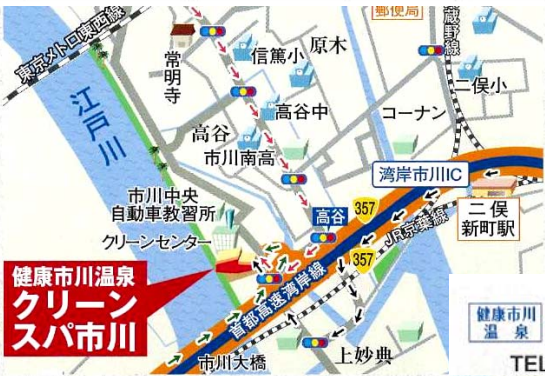 東京メトロ東西線
江戸川
常明寺
信篤小
原木
郵便局
蔵野線
二俣小
高谷中
コーナン
高谷
市川南高
湾岸市川IC
市川中央
自動車教習所
高谷
357
二俣
新町駅
クリーンセンター
JR京葉線
357
健康市川温泉
クリーン
スパ市川
首都高速湾岸線
市川大橋
上妙典
健康市川
温泉
TEL